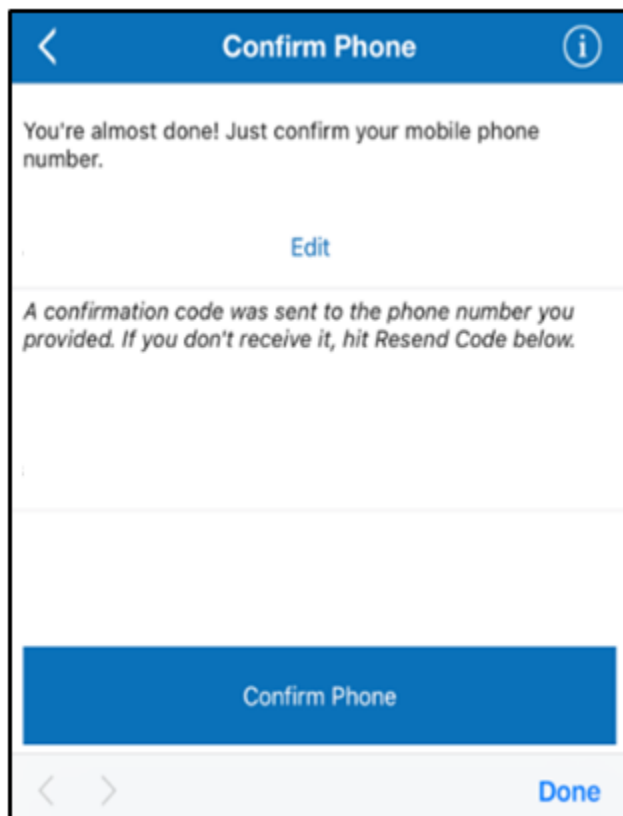 Confirm Phone
You're almost done! Just confirm your mobile phone
number.
Edit
A confirmation code was sent to the phone number you
provided. If you don't receive it, hit Resend Code below.
Confirm Phone
Done